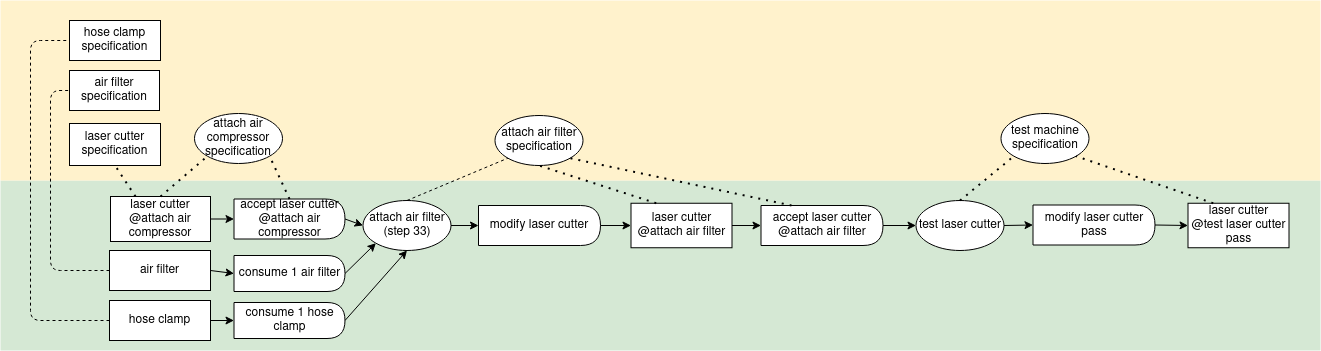 hose clamp
specification
air filter
specification
laser cutter
specification
attach air
compressor
specification
attach air filter
specification
test machine
specification
laser cutter
@attach air
compressor
accept laser cutter
@attach air
compressor
attach air filter
(step 33)
modify laser cutter
laser cutter
@attach air filter
accept laser cutter
@attach air filter
test laser cutter
modify laser cutter
pass
laser cutter
@test laser cutter
pass
air filter
consume 1 air filter
hose clamp
consume 1 hose
clamp